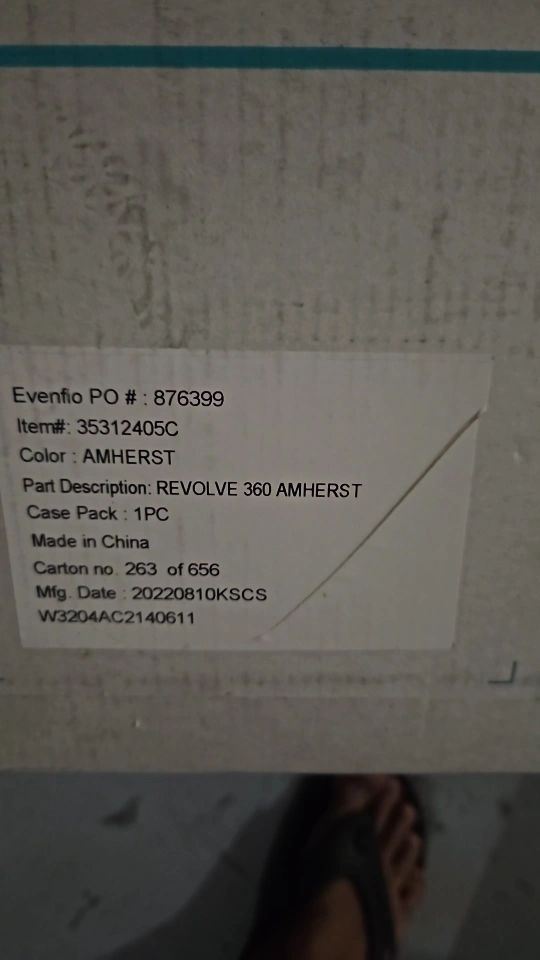 Evenflo PO # : 876399
Item#: 35312405C
Color : AMHERST
Part Description: REVOLVE 360 AMHERST
Case Pack : 1PC
Made in China
Carton no. 263 of 656
Mfg. Date : 20220810KSCS
W3204AC2140611